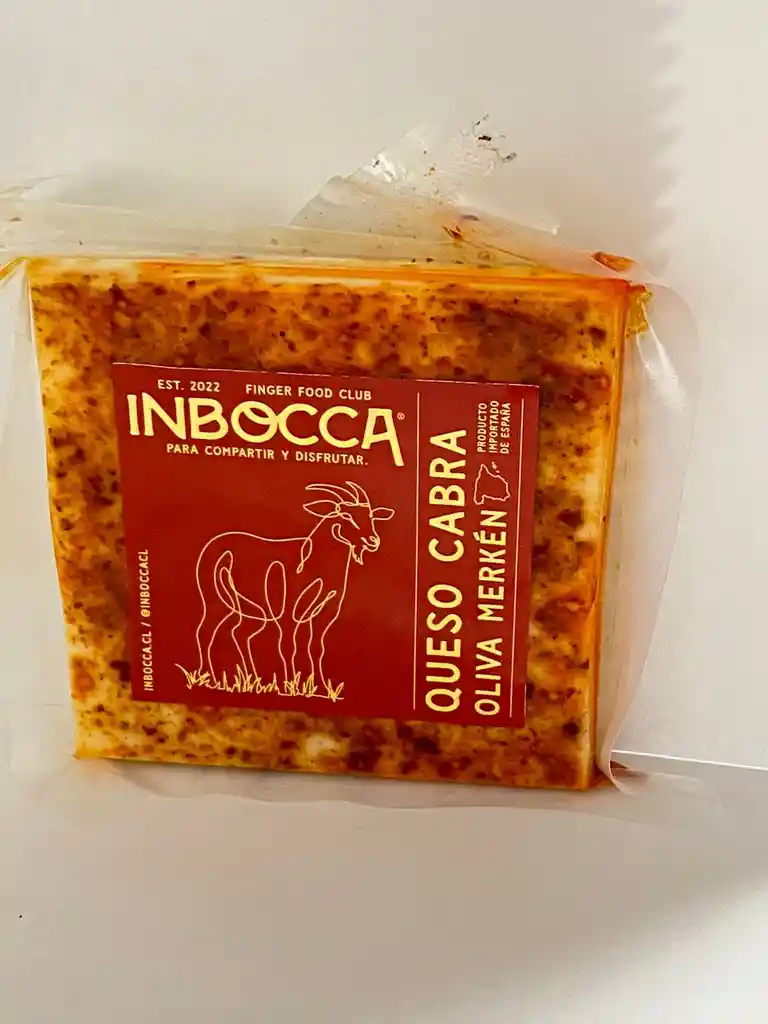 EST. 2022 FINGER FOOD CLUB
INBOCCA®
PARA COMPARTIR Y DISFRUTAR.
INBOCCA.CL / @INBOCCACL
QUESO CABRA
OLIVA MERKÉN
PRODUCTO
IMPORTADO
DE ESPAÑA